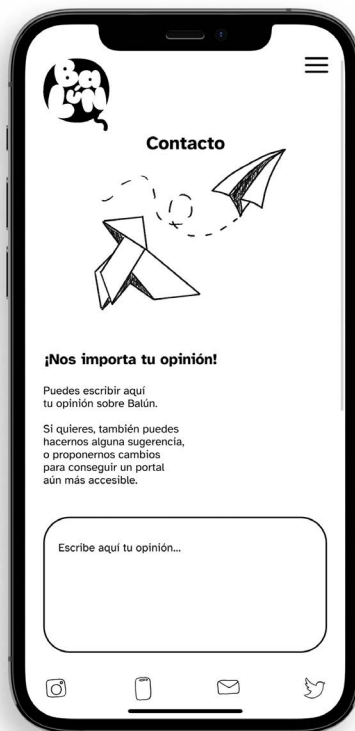 Balún
Contacto
¡Nos importa tu opinión!
Puedes escribir aquí
tu opinión sobre Balún.
Si quieres, también puedes
hacernos alguna sugerencia,
o proponernos cambios
para conseguir un portal
aún más accesible.
Escribe aquí tu opinión...